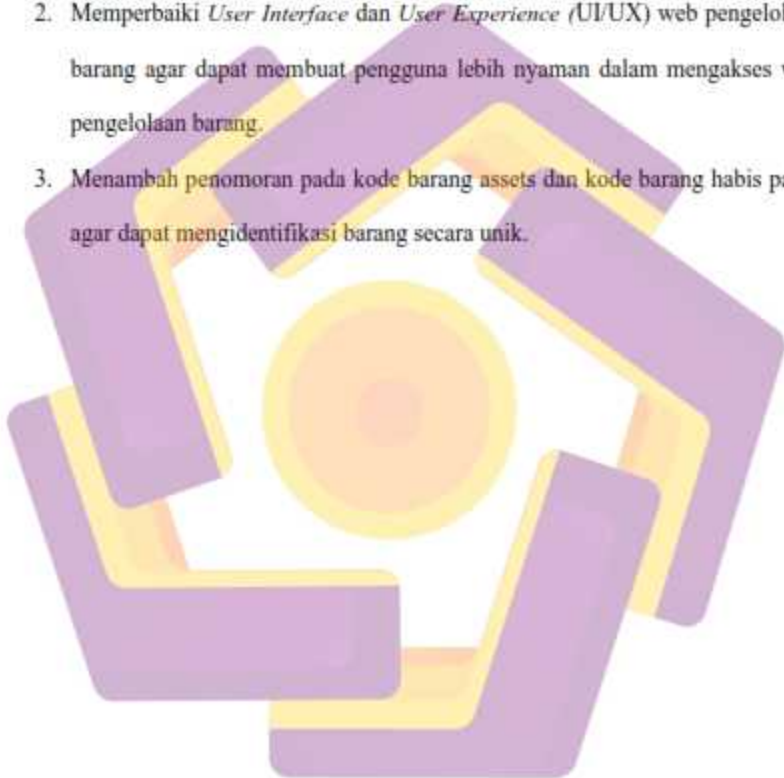 2. Memperbaiki User Interface dan User Experience (UI/UX) web
barang agar dapat membuat pengguna lebih nyaman dalam mengakses
pengelolaan barang.
3. Menambah penomoran pada kode barang assets dan kode barang habis
agar dapat mengidentifikasi barang secara unik.